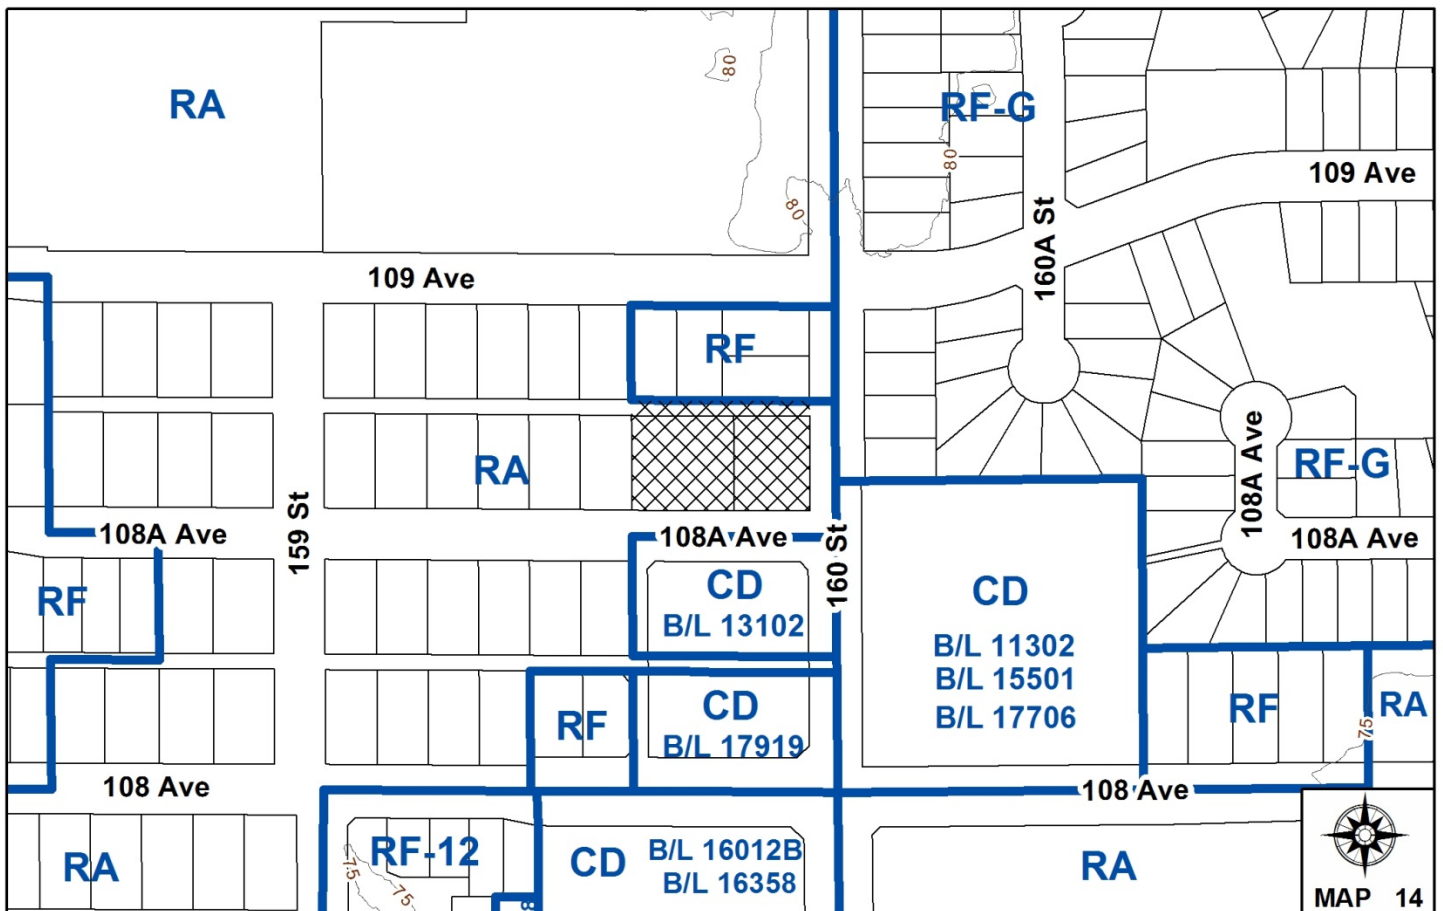 80
RA
RF-G
80
109 Ave
80
160A St
109 Ave
RF
108A Ave
RF-G
RA
159 St
108A Ave
108A Ave
160 St
108A Ave
CD
B/L 13102
CD
B/L 11302
B/L 15501
B/L 17706
RF
RF
CD
B/L 17919
RF
RA
75
108 Ave
108 Ave
RA
RF-12
75
75
CD
B/L 16012B
B/L 16358
RA
MAP 14